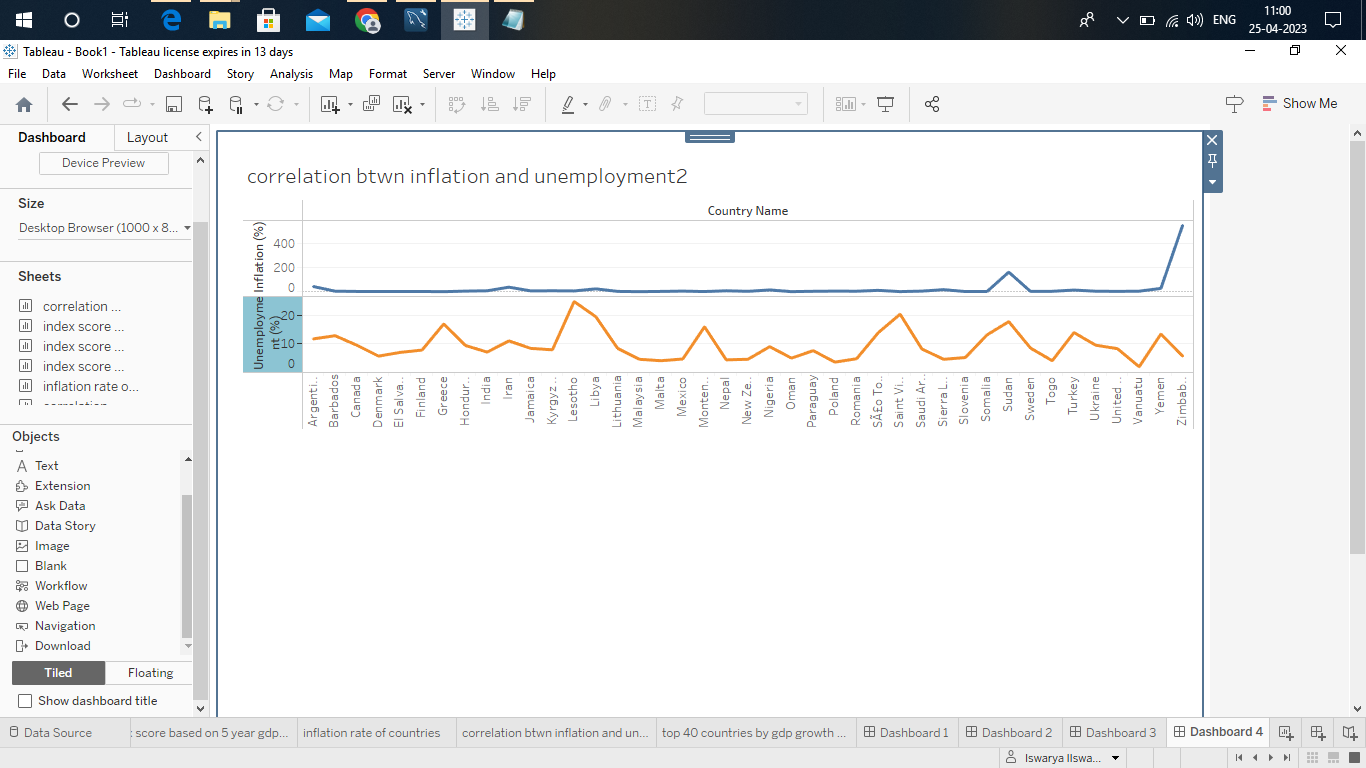 ENG
11:00
25-04-2023
Tableau - Book1 - Tableau license expires in 13 days
File Data Worksheet Dashboard Story Analysis Map Format Server Window Help
Show Me
Dashboard Layout
Device Preview
Size
Desktop Browser (1000 x 8...
Sheets
correlation ...
index score ...
index score ...
index score ...
inflation rate o...
Objects
Text
Extension
Ask Data
Data Story
Image
Blank
Workflow
Web Page
Navigation
Download
Tiled Floating
Show dashboard title
correlation btwn inflation and unemployment2
Country Name
Inflation (%)
400
200
0
Unemployme
nt (%)
20
10
0
Argenti..
Barbados
Canada
Denmark
El Salva..
Finland
Greece
Hondur..
India
Iran
Jamaica
Kyrgyz ..
Lesotho
Libya
Lithuania
Malaysia
Malta
Mexico
Monten..
Nepal
New Ze..
Nigeria
Oman
Paraguay
Poland
Romania
SÃ£o To..
Saint Vi..
Saudi Ar..
Sierra L..
Slovenia
Somalia
Sudan
Sweden
Togo
Turkey
Ukraine
United ..
Vanuatu
Yemen
Zimbab..
Data Source
score based on 5 year gdp...
inflation rate of countries
correlation btwn inflation and un...
top 40 countries by gdp growth ...
Dashboard 1
Dashboard 2
Dashboard 3
Dashboard 4
Iswarya IIswa...